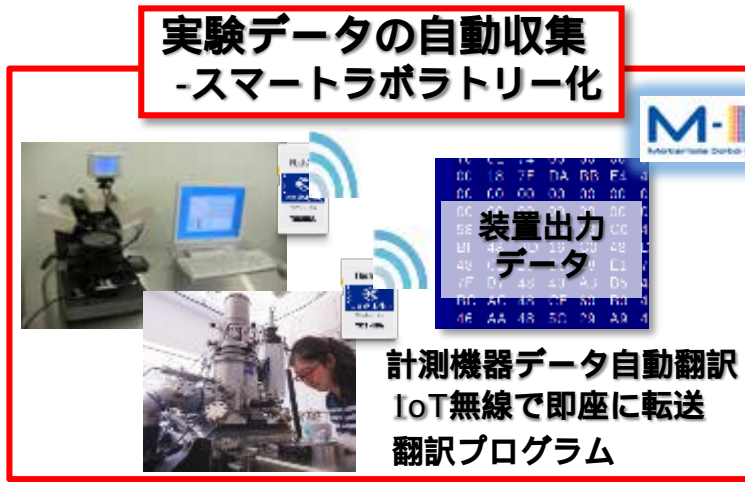 実験データの自動収集
-スマートラボラトリー化
M-
装置出力
データ
計測機器データ自動翻訳
IoT無線で即座に転送
翻訳プログラム